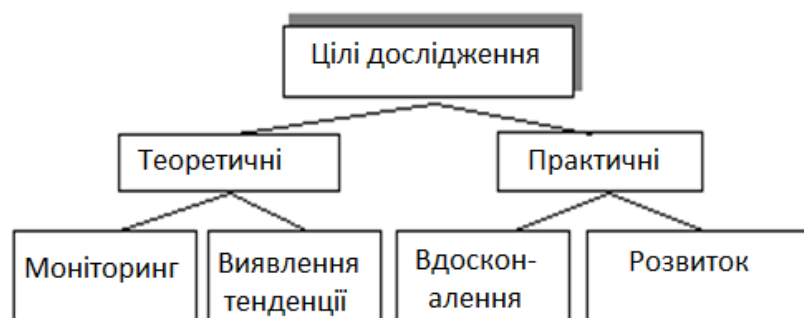 Цілі дослідження
Теоретичні
Практичні
Моніторинг
Виявлення
тенденції
Вдоскон-
алення
Розвиток